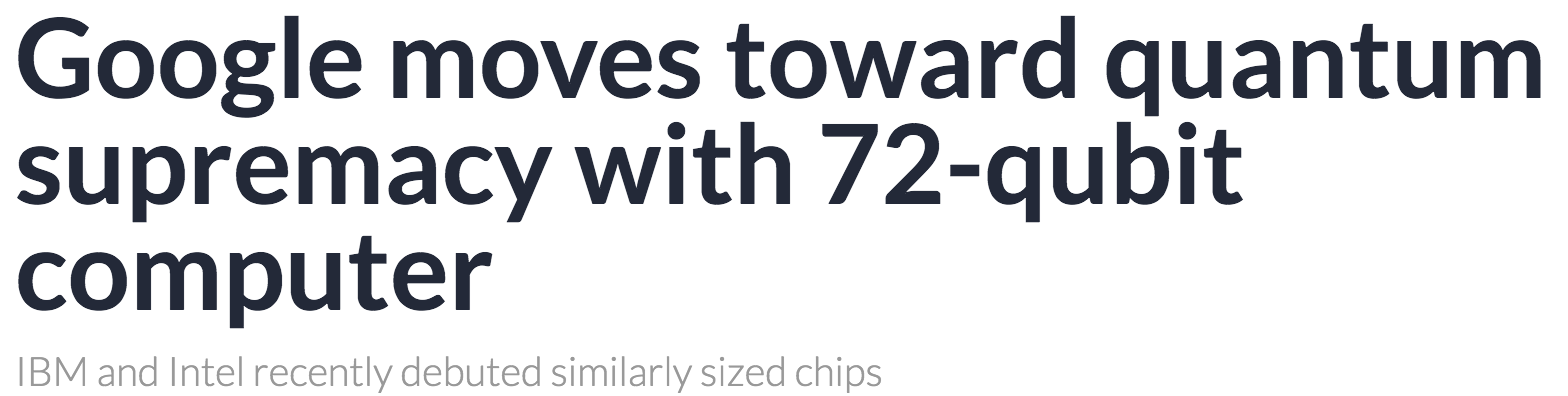 Google moves toward quantum
supremacy with 72-qubit
computer
IBM and Intel recently debuted similarly sized chips